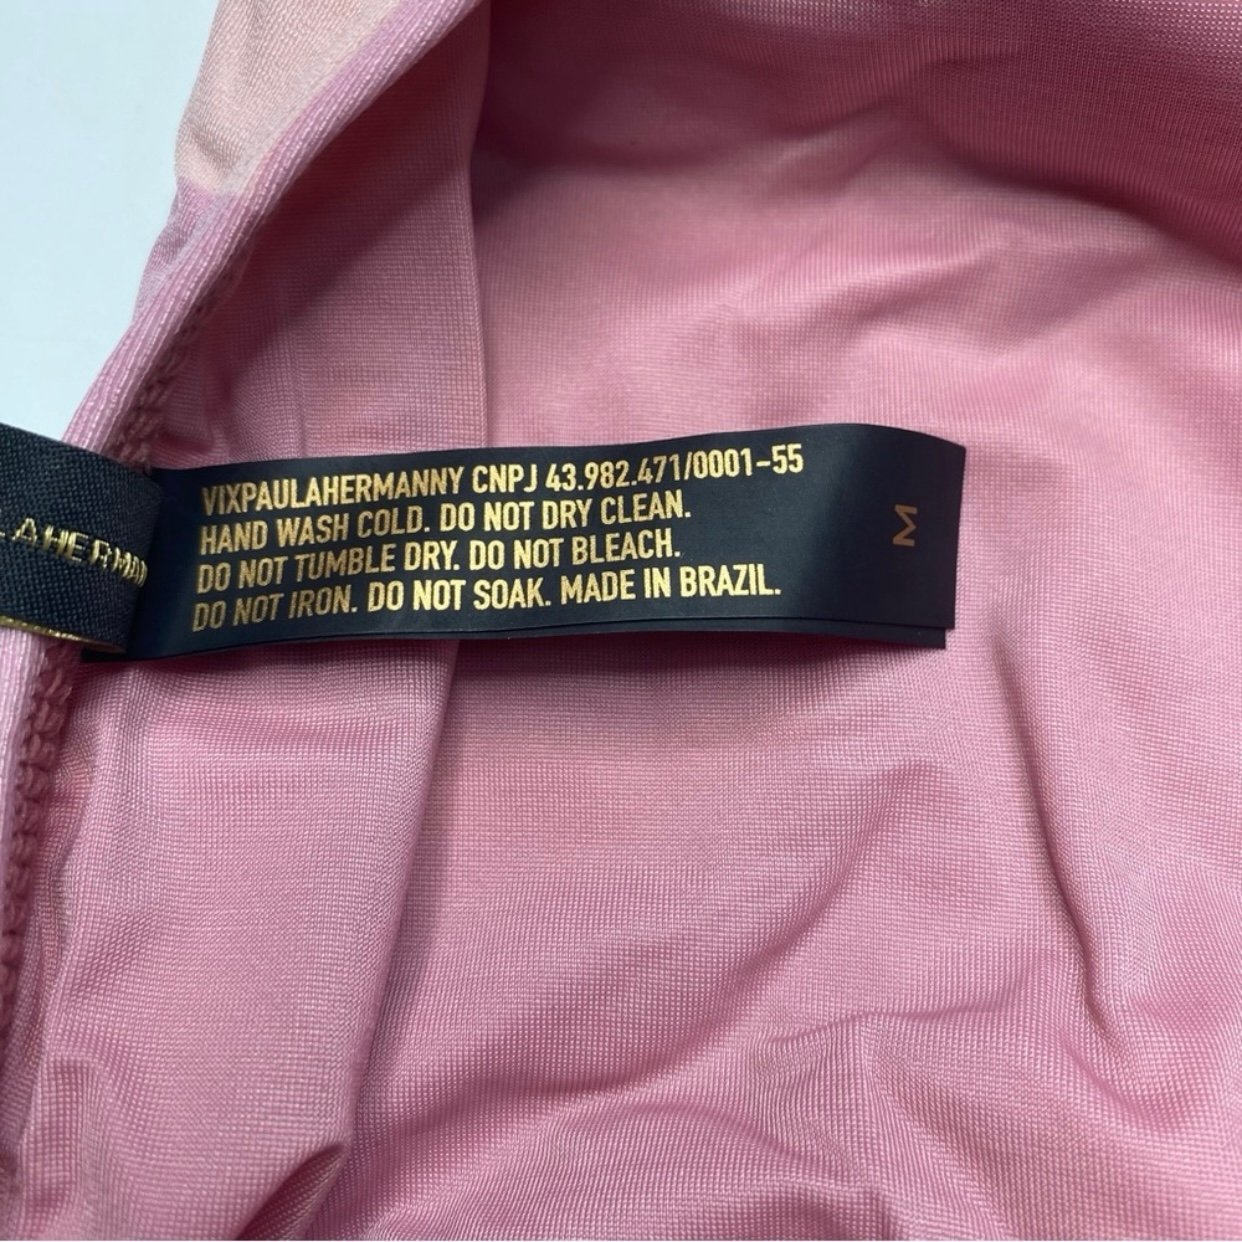 LAHERMAN
VIXPAULAHERMANNY CNPJ 43.982.471/0001-55
HAND WASH COLD. DO NOT DRY CLEAN.
DO NOT TUMBLE DRY. DO NOT BLEACH.
DO NOT IRON. DO NOT SOAK. MADE IN BRAZIL.
M